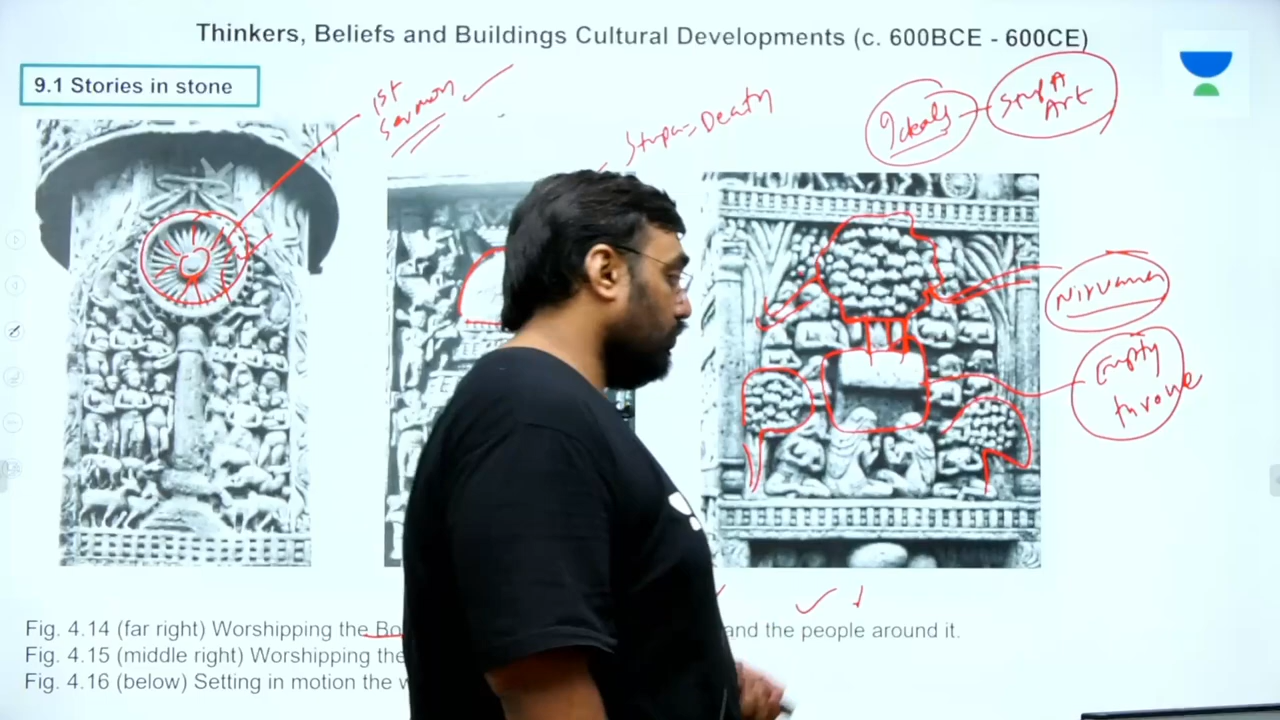 Thinkers, Beliefs and Buildings Cultural Developments (c. 600BCE - 600CE)
9.1 Stories in stone
1st
Sermon
Stupa, Death
Stupa
Art
Nirvana
Empty
throne
Fig. 4.14 (far right) Worshipping the Bo
and the people around it.
Fig. 4.15 (middle right) Worshipping the
Fig. 4.16 (below) Setting in motion the w